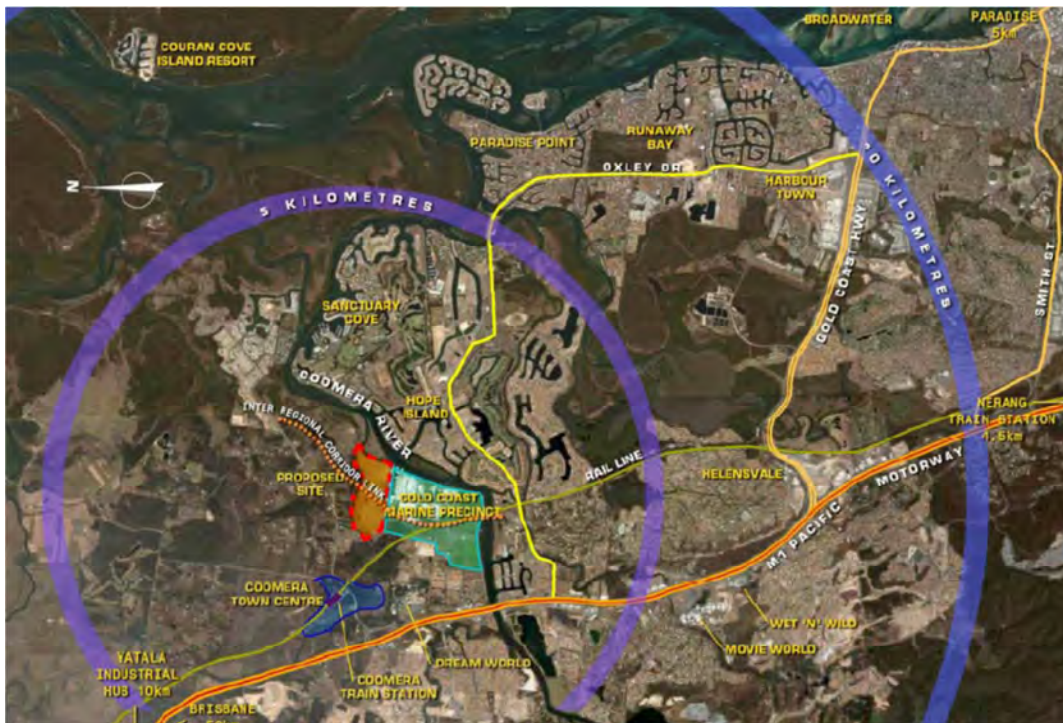 BROADWATER
PARADISE
5km
COURAN COVE
ISLAND RESORT
PARADISE POINT
RUNAWAY
BAY
OXLEY DR
HARBOUR
TOWN
10 KILOMETRES
N
5 KILOMETRES
GOLD COAST HWY
SMITH ST
SANCTUARY
COVE
COOMERA RIVER
HOPE
ISLAND
INTER REGIONAL CORRIDOR LINK
NERANG
TRAIN STATION
4.5km
RAIL LINE
HELENSVALE
MOTORWAY
PROPOSED
SITE
GOLD COAST
MARINE PRECINCT
M1 PACIFIC
COOMERA
TOWN CENTRE
WET 'N' WILD
MOVIE WORLD
DREAM WORLD
YATALA
INDUSTRIAL
HUB 10km
COOMERA
TRAIN STATION
BRISBANE